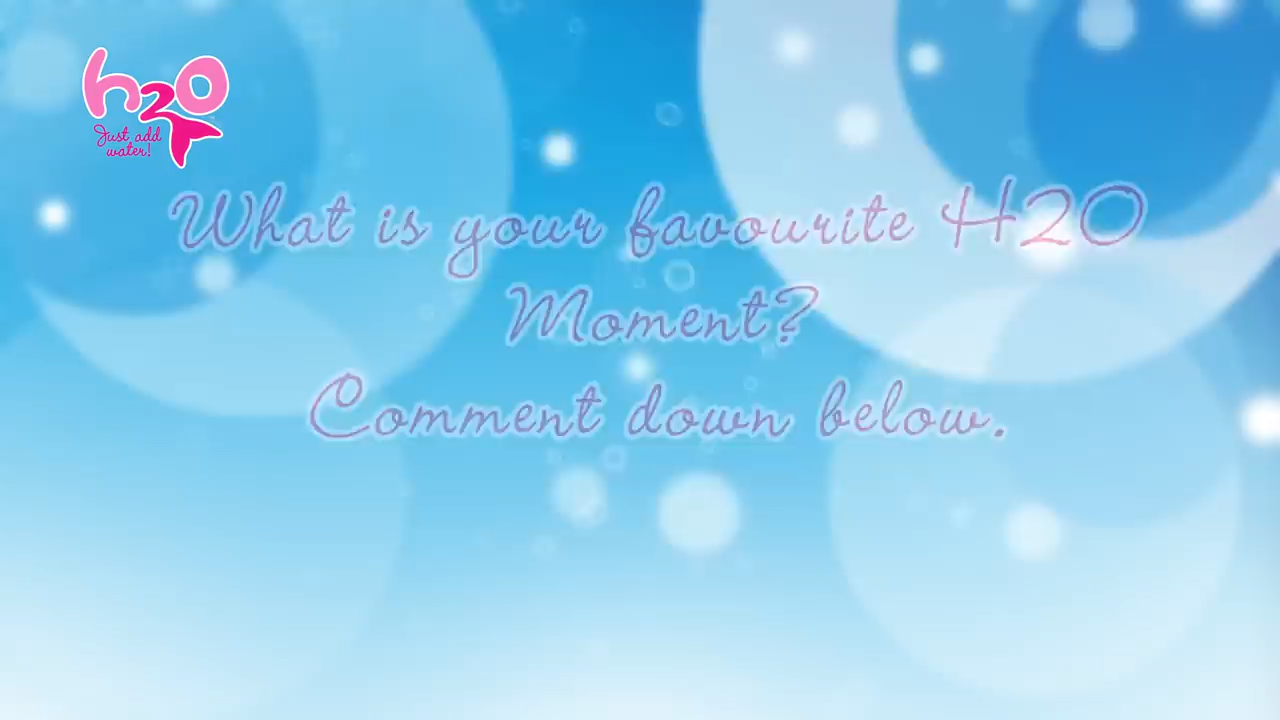 h2O
Just add
water!
What is your favourite H2O
Moment?
Comment down below.